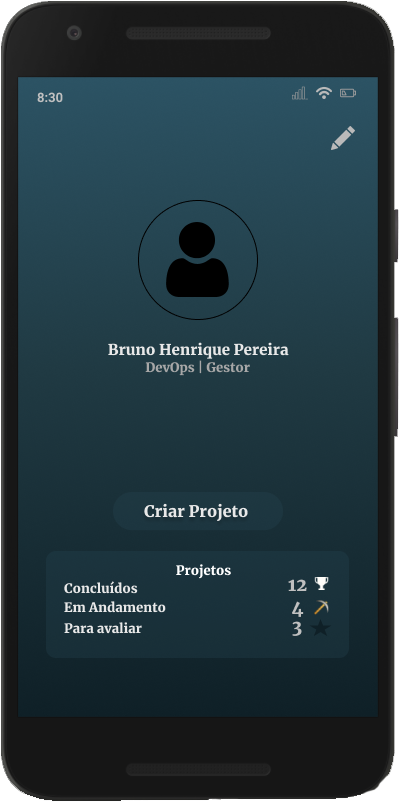 8:30
Bruno Henrique Pereira
DevOps | Gestor
Criar Projeto
Projetos
Concluídos 12
Em Andamento 4
Para avaliar 3